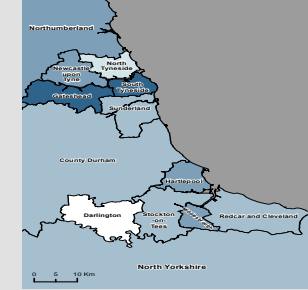 Northumberland
North
Tyneside
Newcastle
upon
Tyne
South
Tyneside
Gateshead
Sunderland
County Durham
Hartlepool
Darlington
Stockton
-on-
Tees
Redcar and Cleveland
North Yorkshire
0 5 10 Km